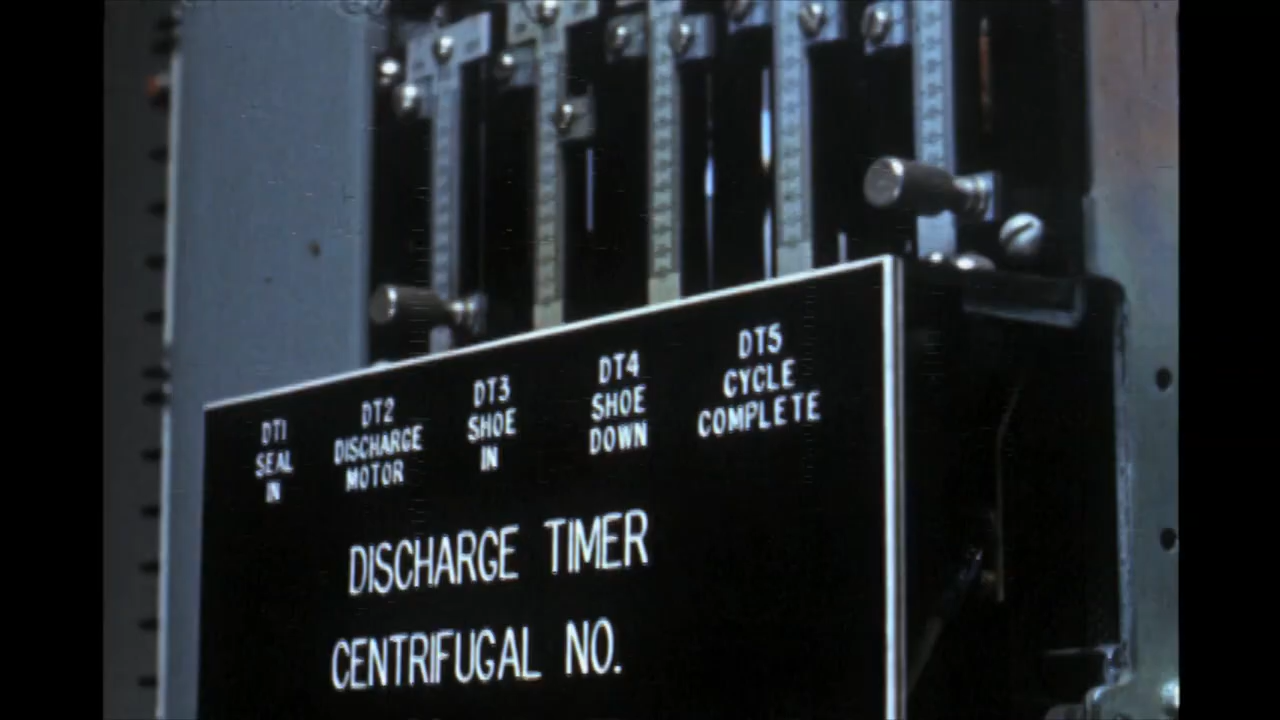 DT1
SEAL
IN
DT2
DISCHARGE
MOTOR
DT3
SHOE
IN
DT4
SHOE
DOWN
DT5
CYCLE
COMPLETE
DISCHARGE TIMER
CENTRIFUGAL NO.